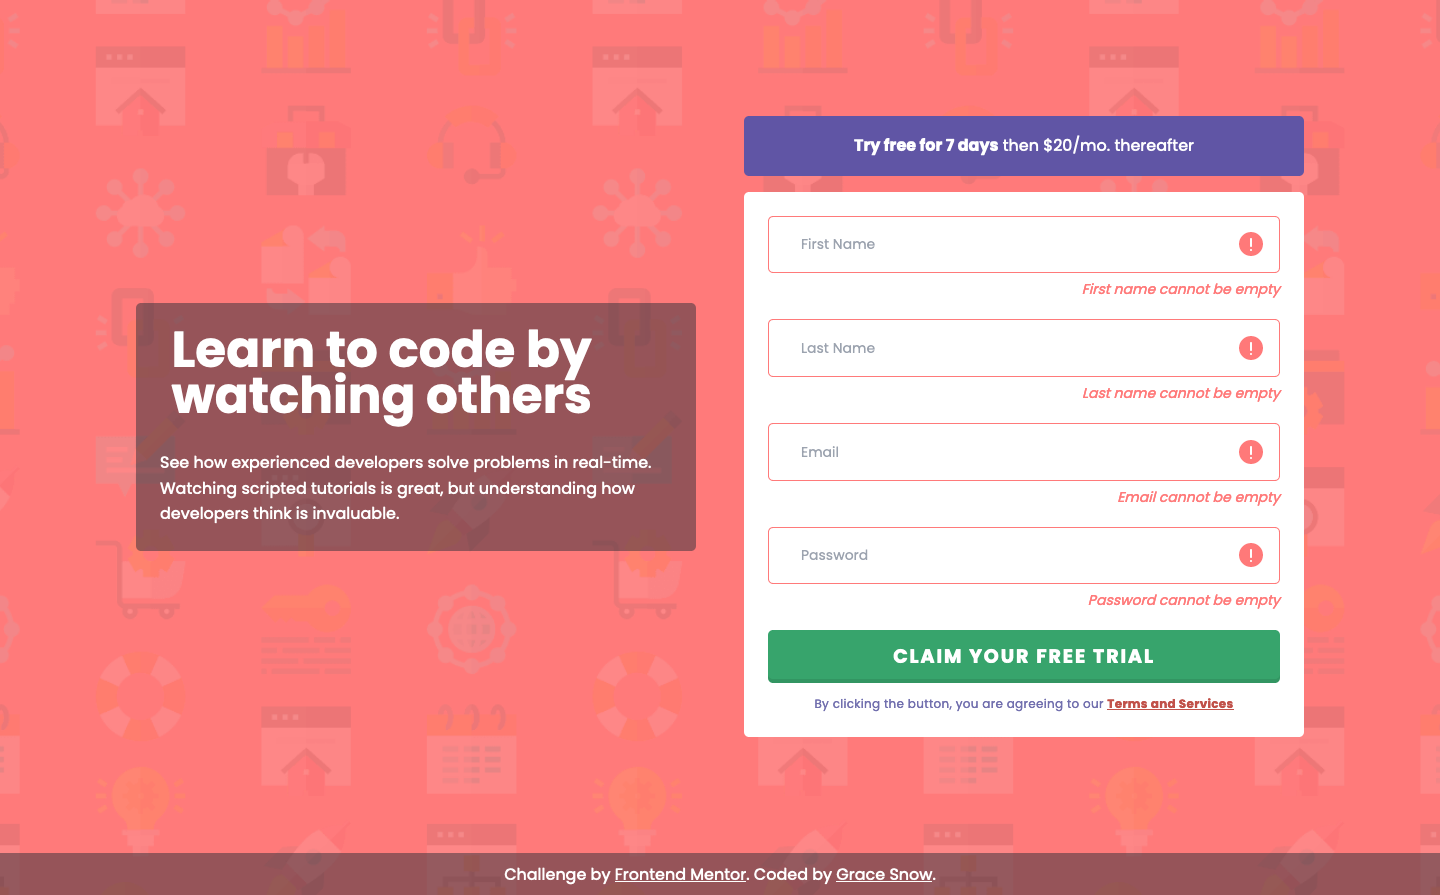 Learn to code by
watching others
See how experienced developers solve problems in real-time.
Watching scripted tutorials is great, but understanding how
developers think is invaluable.
Try free for 7 days then $20/mo. thereafter
First Name
First name cannot be empty
Last Name
Last name cannot be empty
Email
Email cannot be empty
Password
Password cannot be empty
CLAIM YOUR FREE TRIAL
By clicking the button, you are agreeing to our Terms and Services
Challenge by Frontend Mentor. Coded by Grace Snow.